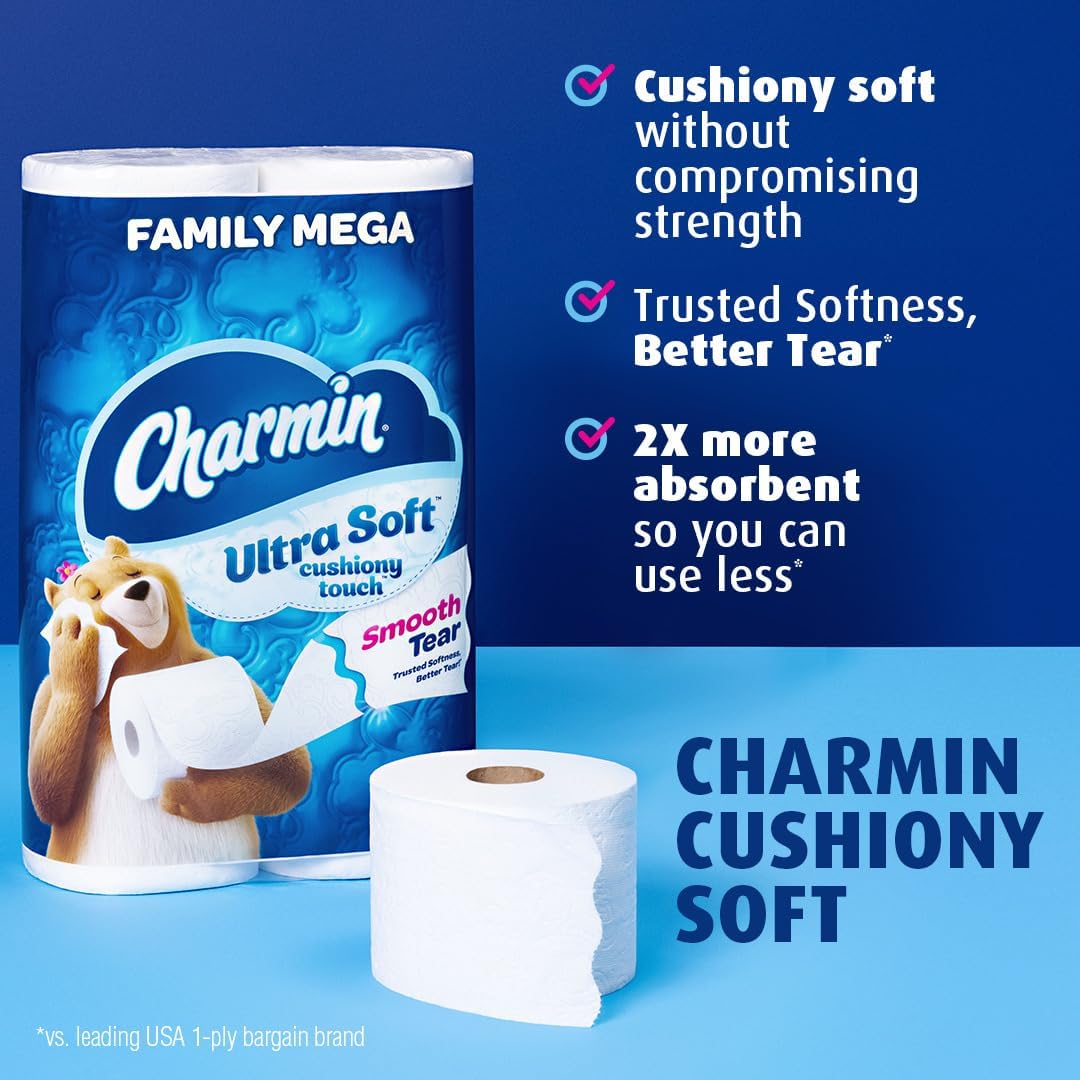 FAMILY MEGA
Charmin®
Ultra Soft™
cushiony
touch™
Smooth
Tear
Trusted Softness,
Better Tear†
Cushiony soft
without
compromising
strength
Trusted Softness,
Better Tear*
2X more
absorbent
so you can
use less*
CHARMIN
CUSHIONY
SOFT
*vs. leading USA 1-ply bargain brand